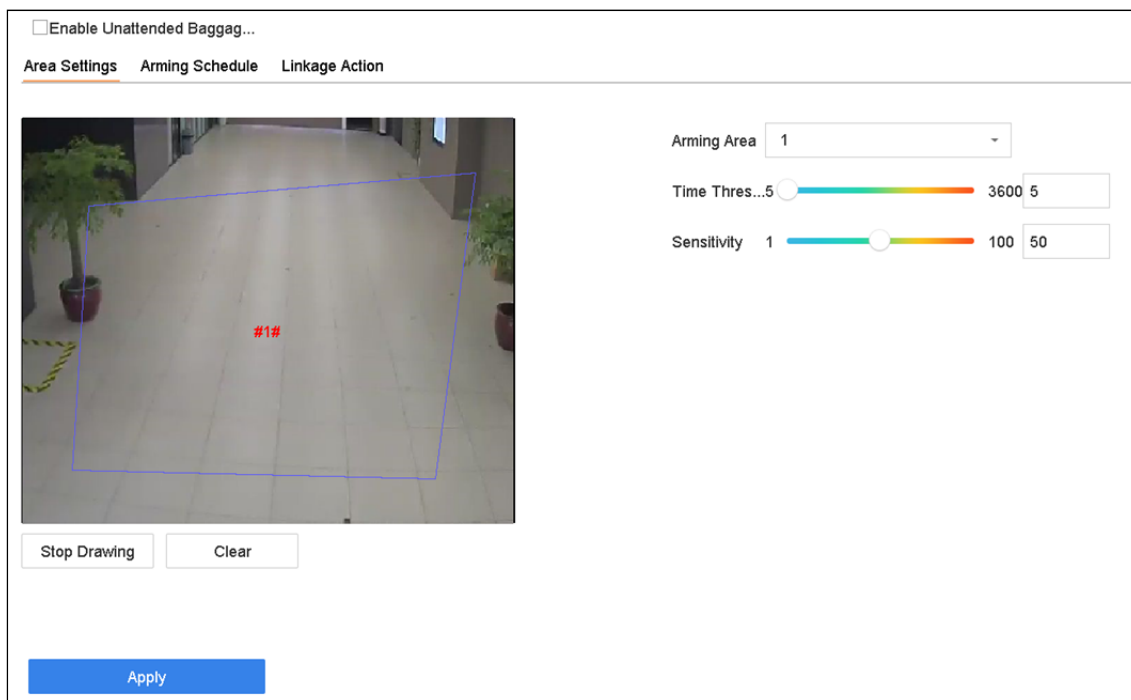 Enable Unattended Baggag...
Area Settings Arming Schedule Linkage Action
Arming Area 1
Time Thres...5 3600 5
Sensitivity 1 100 50
#1#
Stop Drawing Clear
Apply